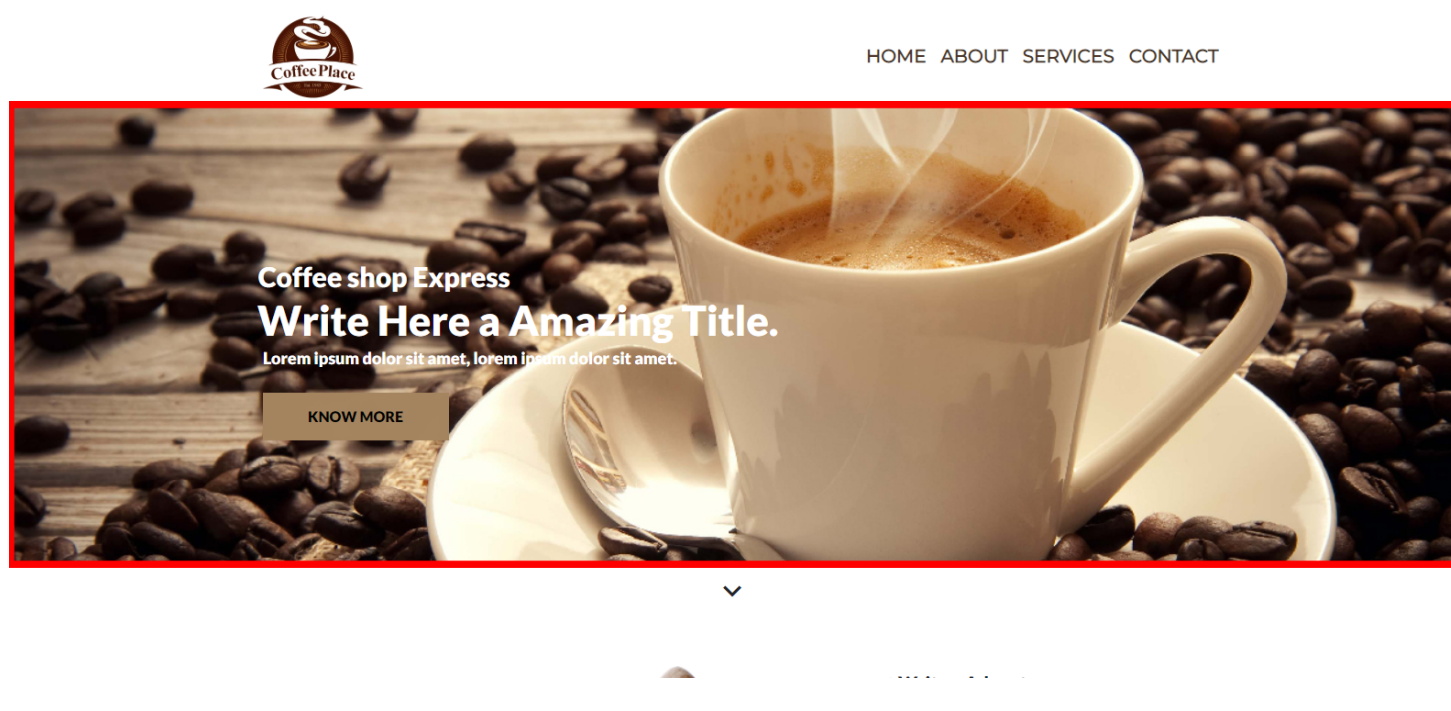 Coffee Place
HOME ABOUT SERVICES CONTACT
Coffee shop Express
Write Here a Amazing Title.
Lorem ipsum dolor sit amet, lorem ipsum dolor sit amet.
KNOW MORE